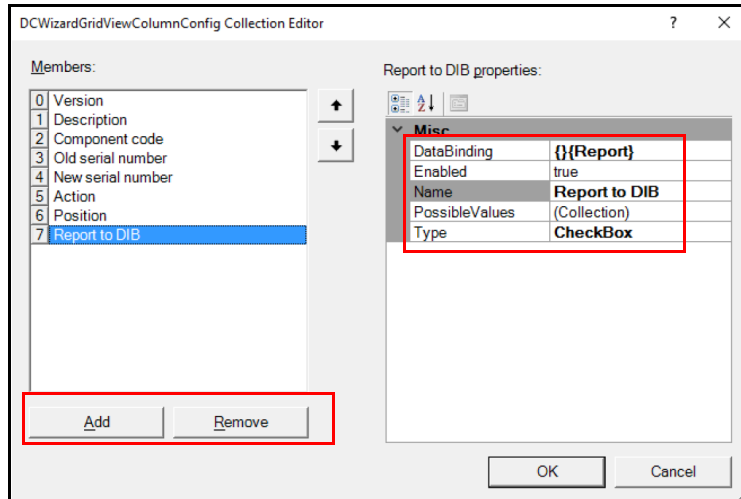 DCWizardGridViewColumnConfig Collection Editor
? ×
Members:
0 Version
1 Description
2 Component code
3 Old serial number
4 New serial number
5 Action
6 Position
7 Report to DIB
Add Remove
Report to DIB properties:
Misc
DataBinding {}{Report}
Enabled true
Name Report to DIB
PossibleValues (Collection)
Type CheckBox
OK Cancel